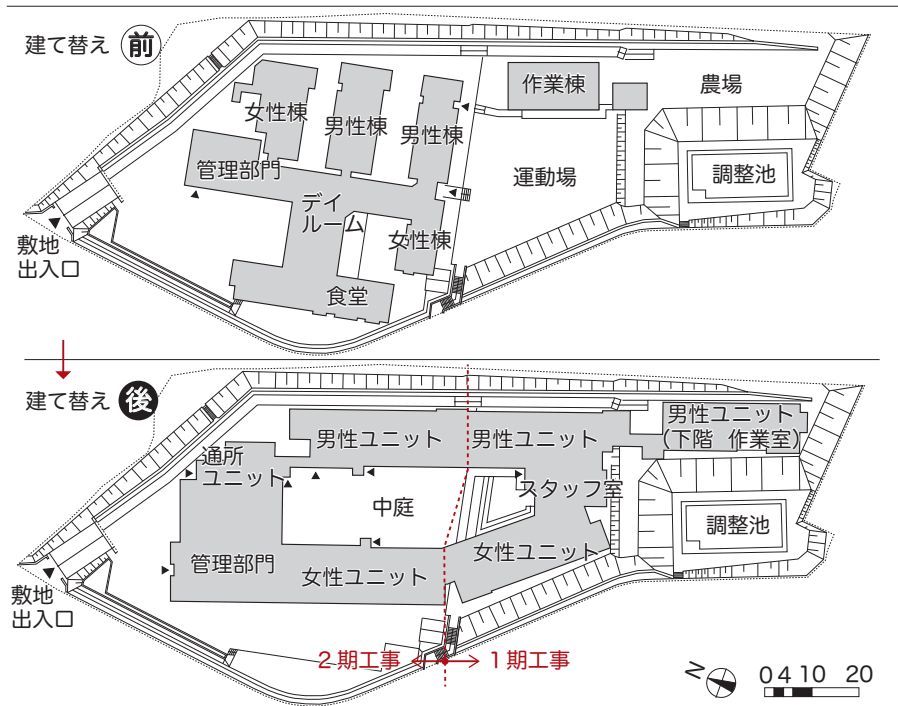 建て替え 前
女性棟
男性棟
男性棟
作業棟
農場
管理部門
運動場
調整池
デイ
ルーム
女性棟
敷地
出入口
食堂
建て替え 後
男性ユニット
男性ユニット
男性ユニット
(下階 作業室)
通所
ユニット
スタッフ室
中庭
調整池
管理部門
女性ユニット
女性ユニット
敷地
出入口
2期工事
1期工事
N
0 4 10 20